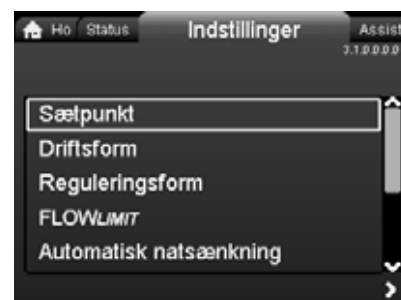 Ho Status Indstillinger Assist
3.1.0.0.0.0
Sætpunkt
Driftsform
Reguleringsform
FLOWLIMIT
Automatisk natsænkning